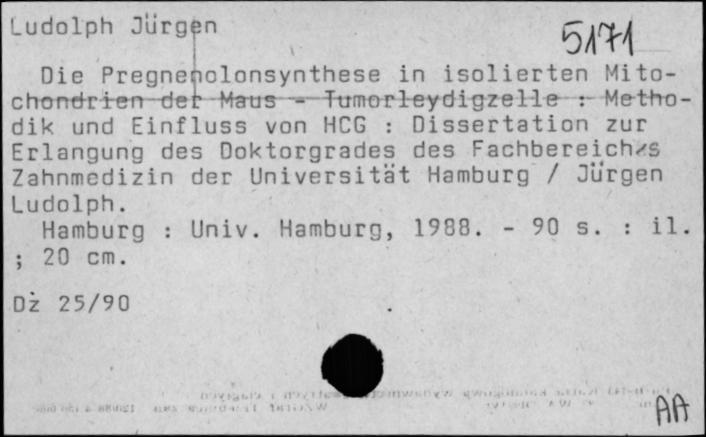 Ludolph Jürgen
5171
Die Pregnenolonsynthese in isolierten Mito-
chondrien der Maus - Tumorleydigzelle : Metho-
dik und Einfluss von HCG : Dissertation zur
Erlangung des Doktorgrades des Fachbereiches
Zahnmedizin der Universität Hamburg / Jürgen
Ludolph.
Hamburg : Univ. Hamburg, 1988. - 90 s. : il.
; 20 cm.
Dz 25/90
AA